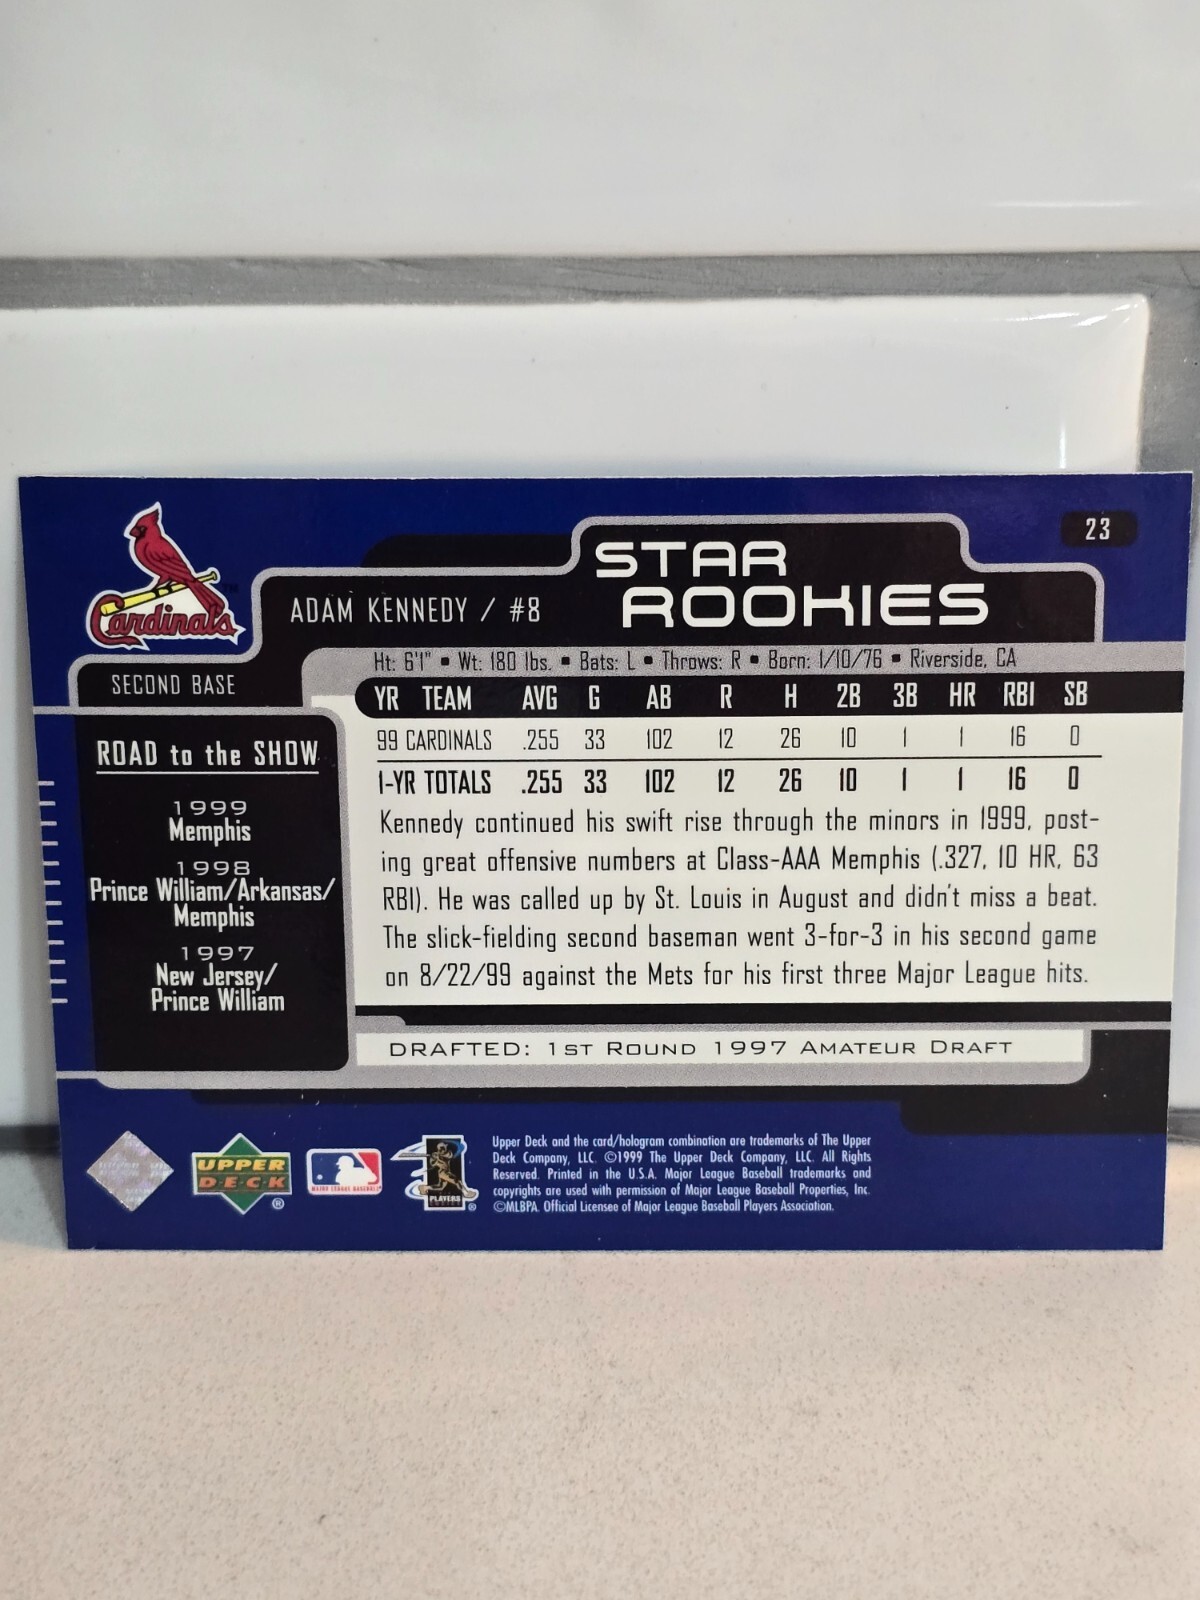 23
STAR
ROOKIES
Cardinals
ADAM KENNEDY / #8
SECOND BASE
Ht: 6'1" ▪ Wt: 180 lbs. ▪ Bats: L ▪ Throws: R ▪ Born: 1/10/76 ▪ Riverside, CA
YR TEAM AVG G AB R H 2B 3B HR RBI SB
99 CARDINALS .255 33 102 12 26 10 1 1 16 0
1-YR TOTALS .255 33 102 12 26 10 1 1 16 0
Kennedy continued his swift rise through the minors in 1999, post-
ing great offensive numbers at Class-AAA Memphis (.327, 10 HR, 63
RBI). He was called up by St. Louis in August and didn't miss a beat.
The slick-fielding second baseman went 3-for-3 in his second game
on 8/22/99 against the Mets for his first three Major League hits.
DRAFTED: 1ST ROUND 1997 AMATEUR DRAFT
ROAD to the SHOW
1999
Memphis
1998
Prince William/Arkansas/
Memphis
1997
New Jersey/
Prince William
UPPER
DECK
®
MAJOR LEAGUE BASEBALL
PLAYERS
CHOICE
®
Upper Deck and the card/hologram combination are trademarks of The Upper
Deck Company, LLC. ©1999 The Upper Deck Company, LLC. All Rights
Reserved. Printed in the U.S.A. Major League Baseball trademarks and
copyrights are used with permission of Major League Baseball Properties, Inc.
©MLBPA. Official Licensee of Major League Baseball Players Association.